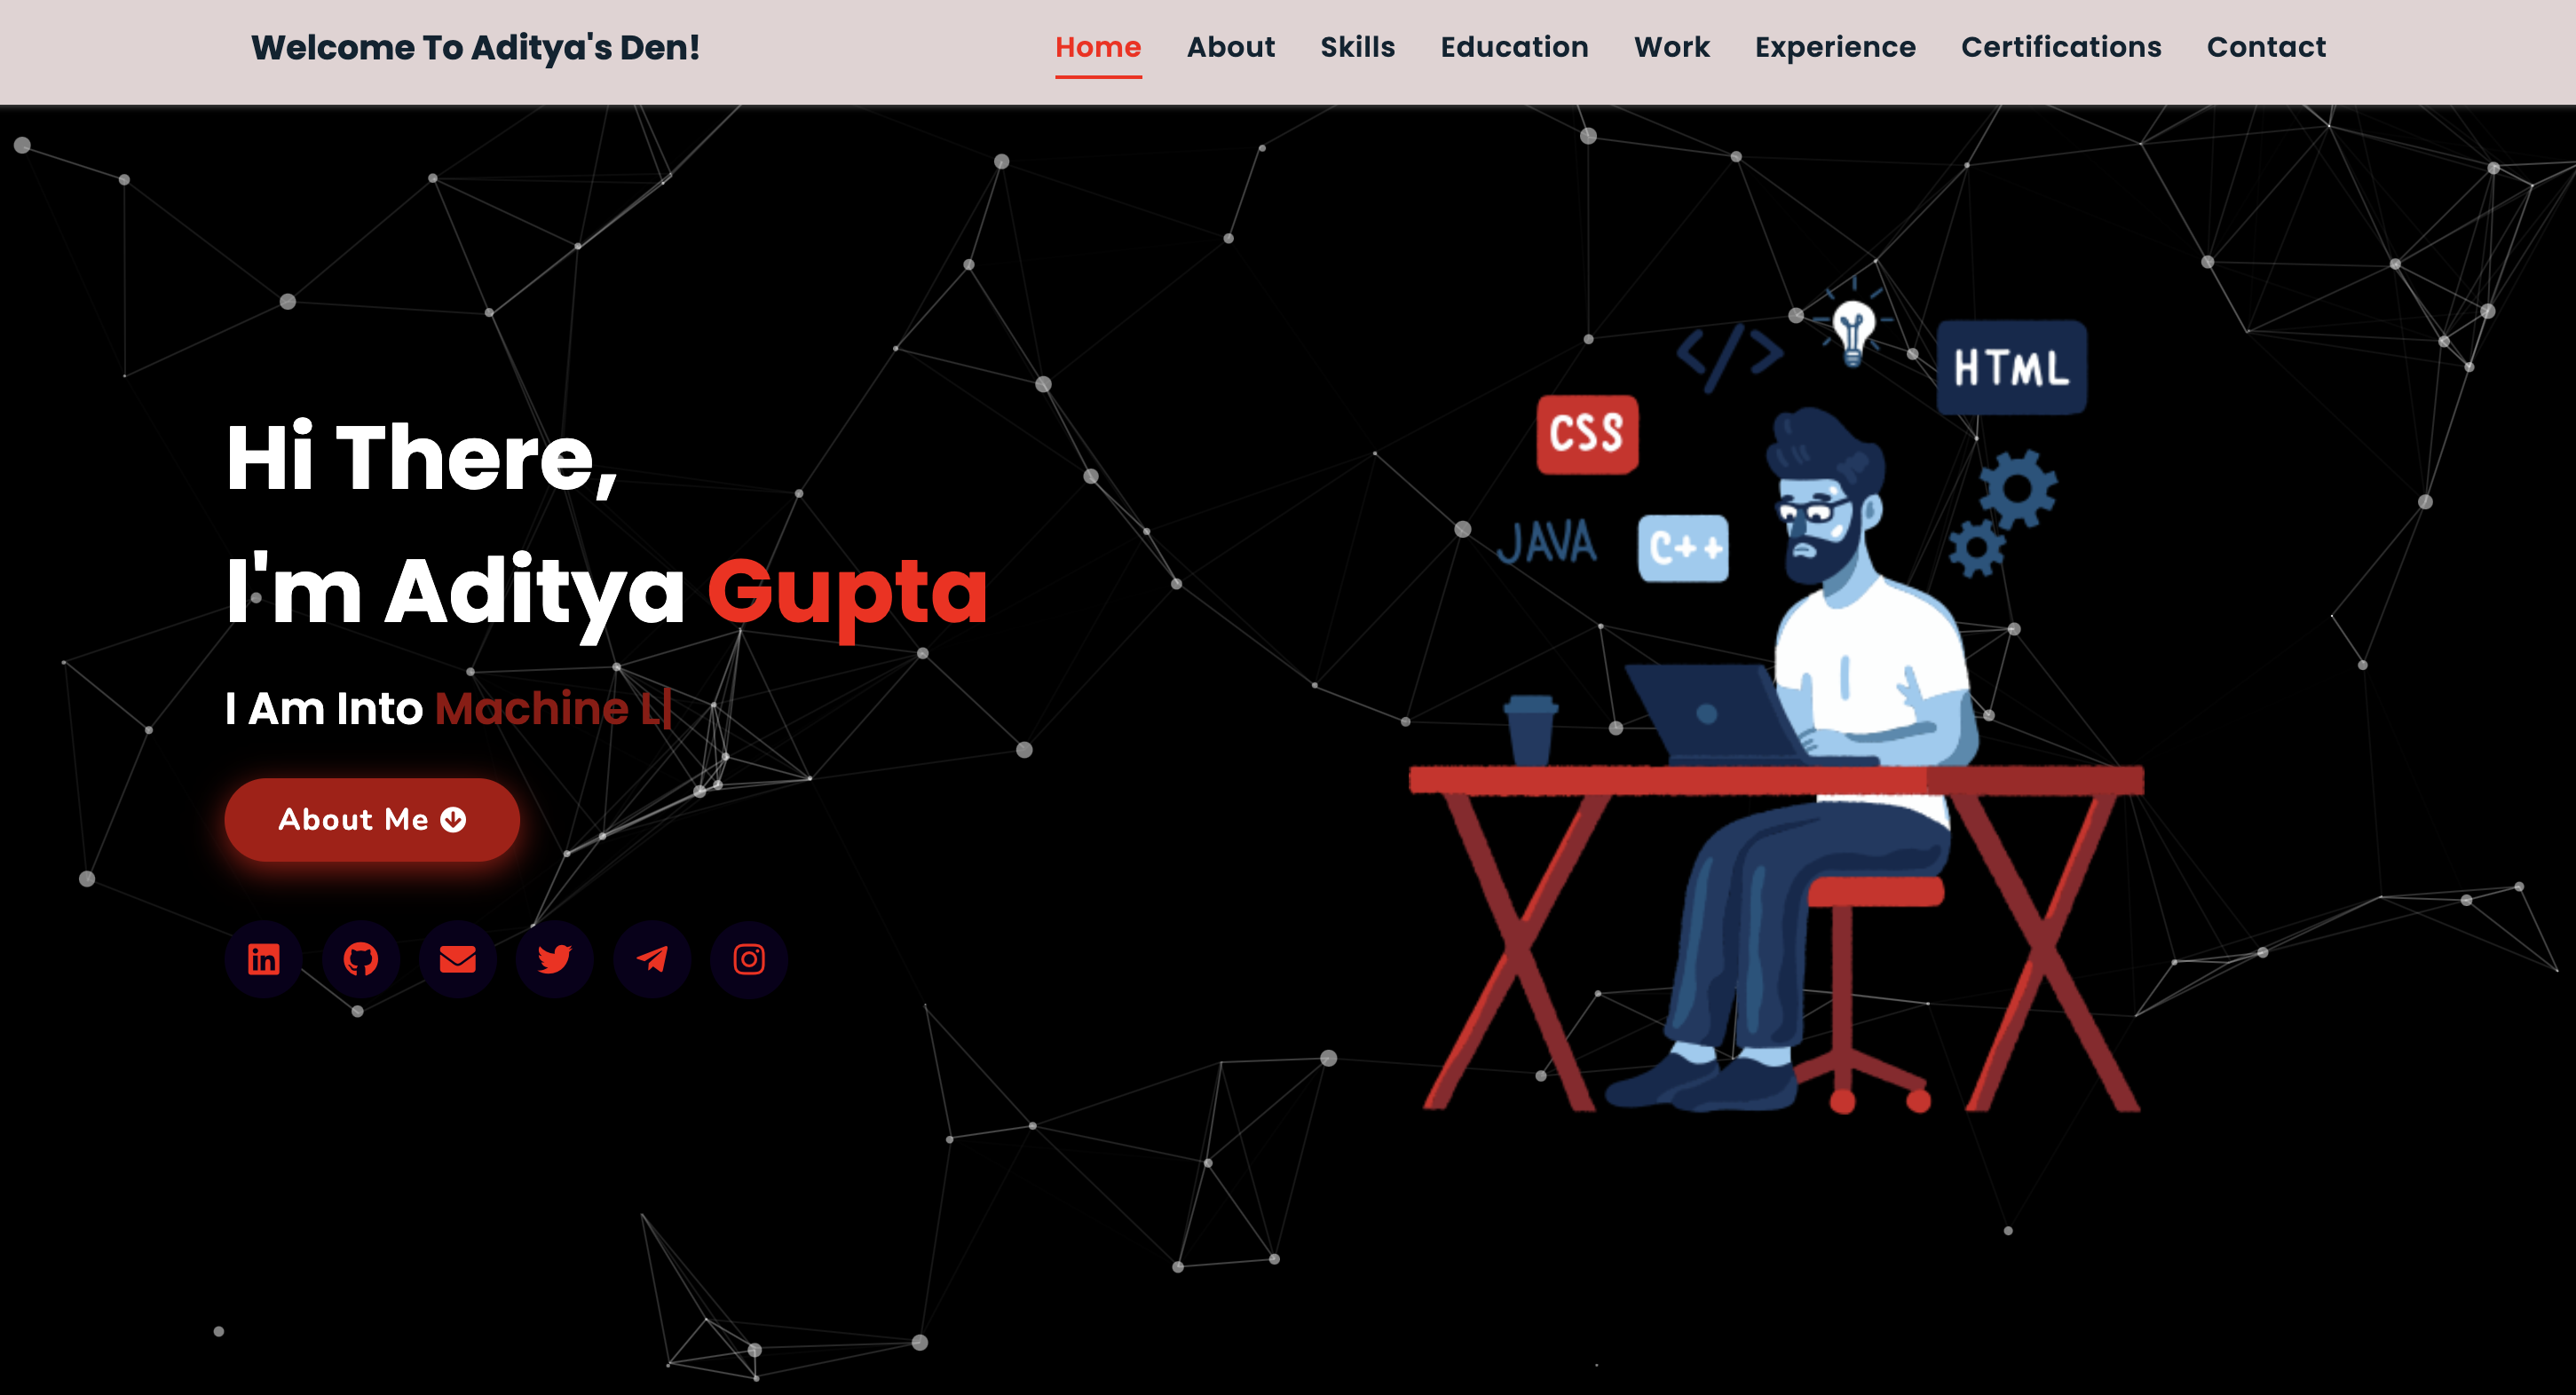 Welcome To Aditya's Den!
Home About Skills Education Work Experience Certifications Contact
Hi There,
I'm Aditya Gupta
I Am Into Machine L|
About Me
</>
HTML
CSS
JAVA
C++